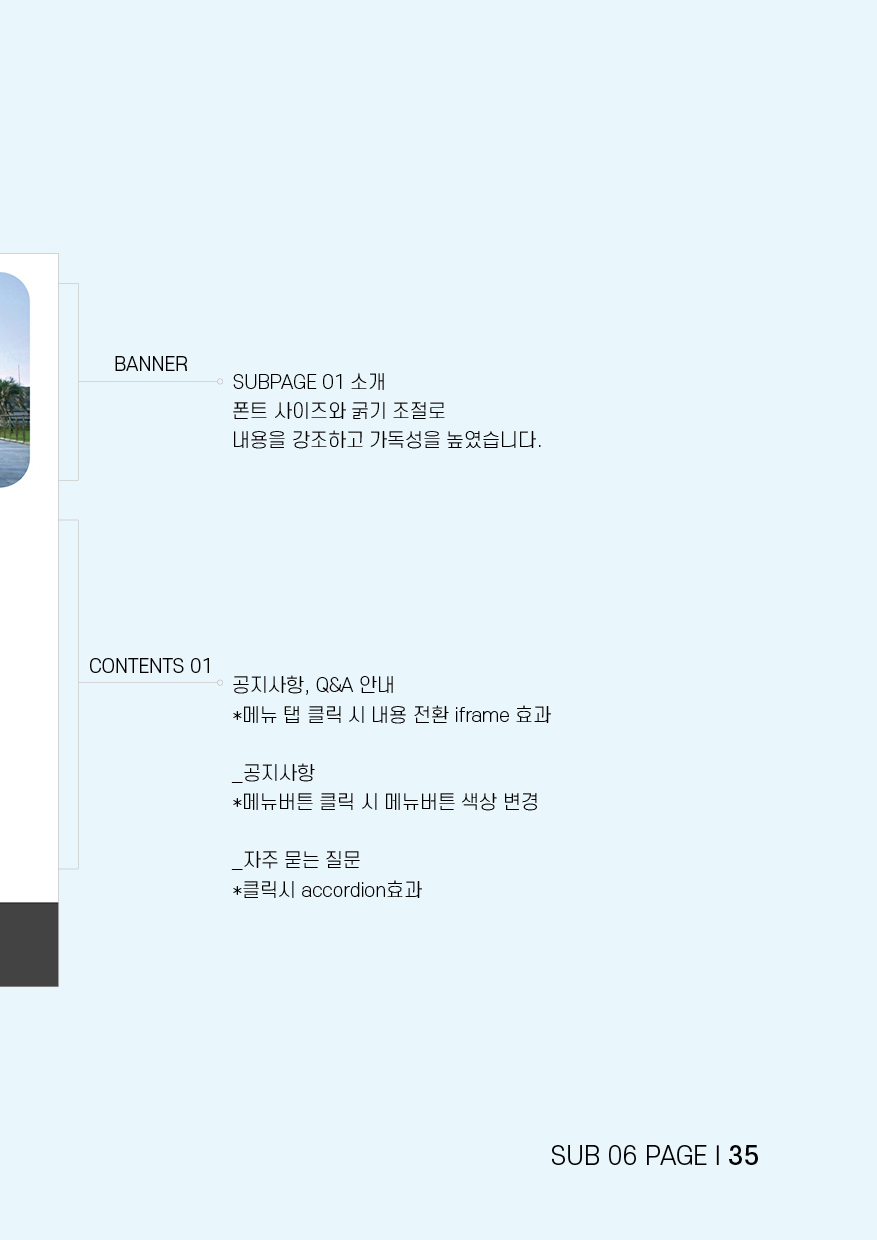 BANNER
SUBPAGE 01 소개
폰트 사이즈와 굵기 조절로
내용을 강조하고 가독성을 높였습니다.
CONTENTS 01
공지사항, Q&A 안내
*메뉴 탭 클릭 시 내용 전환 iframe 효과
_공지사항
*메뉴버튼 클릭 시 메뉴버튼 색상 변경
_자주 묻는 질문
*클릭시 accordion효과
SUB 06 PAGE | 35